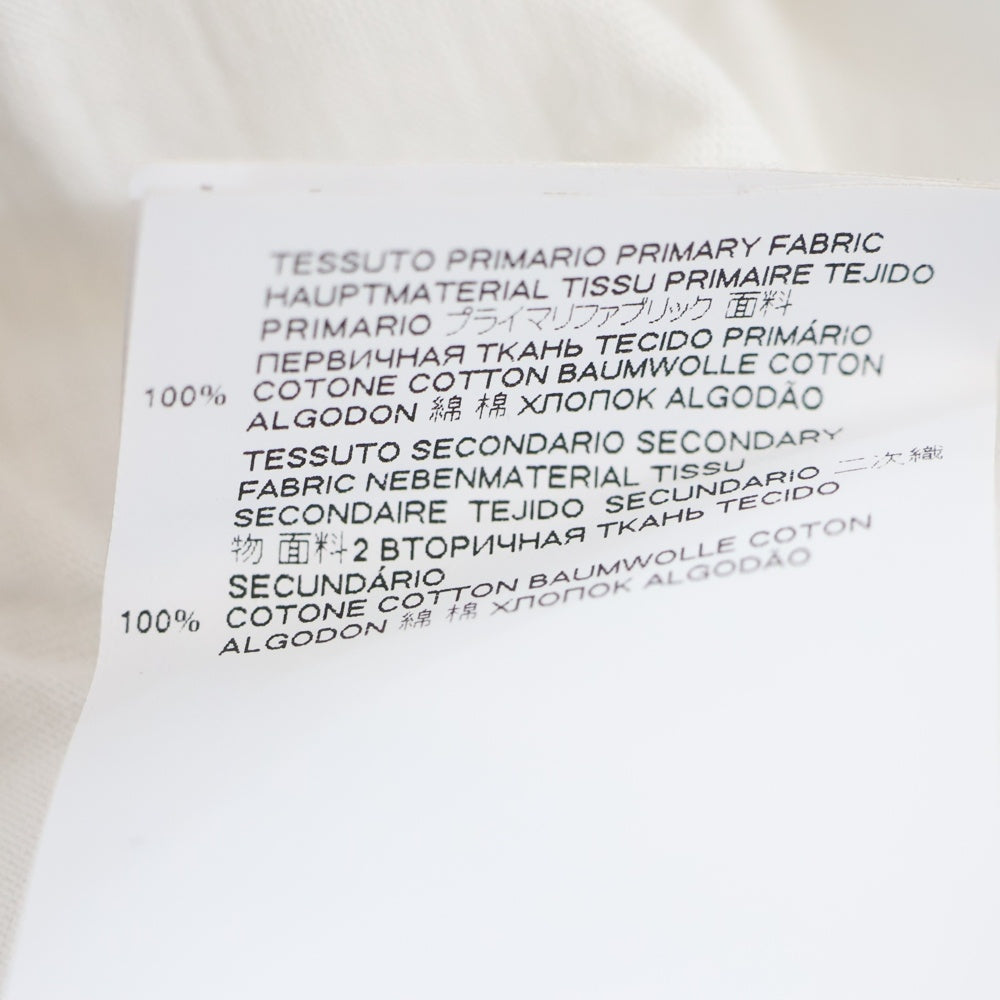 TESSUTO PRIMARIO PRIMARY FABRIC
HAUPTMATERIAL TISSU PRIMAIRE TEJIDO
PRIMARIO プライマリファブリック 面料
ПЕРВИЧНАЯ ТКАНЬ TECIDO PRIMÁRIO
100% COTONE COTTON BAUMWOLLE COTON
ALGODON 綿 棉 ХЛОПОК ALGODÃO
TESSUTO SECONDARIO SECONDARY
FABRIC NEBENMATERIAL TISSU
SECONDAIRE TEJIDO SECUNDARIO 二次織
物 面料2 ВТОРИЧНАЯ ТКАНЬ TECIDO
SECUNDÁRIO
100% COTONE COTTON BAUMWOLLE COTON
ALGODON 綿 棉 ХЛОПОК ALGODÃO